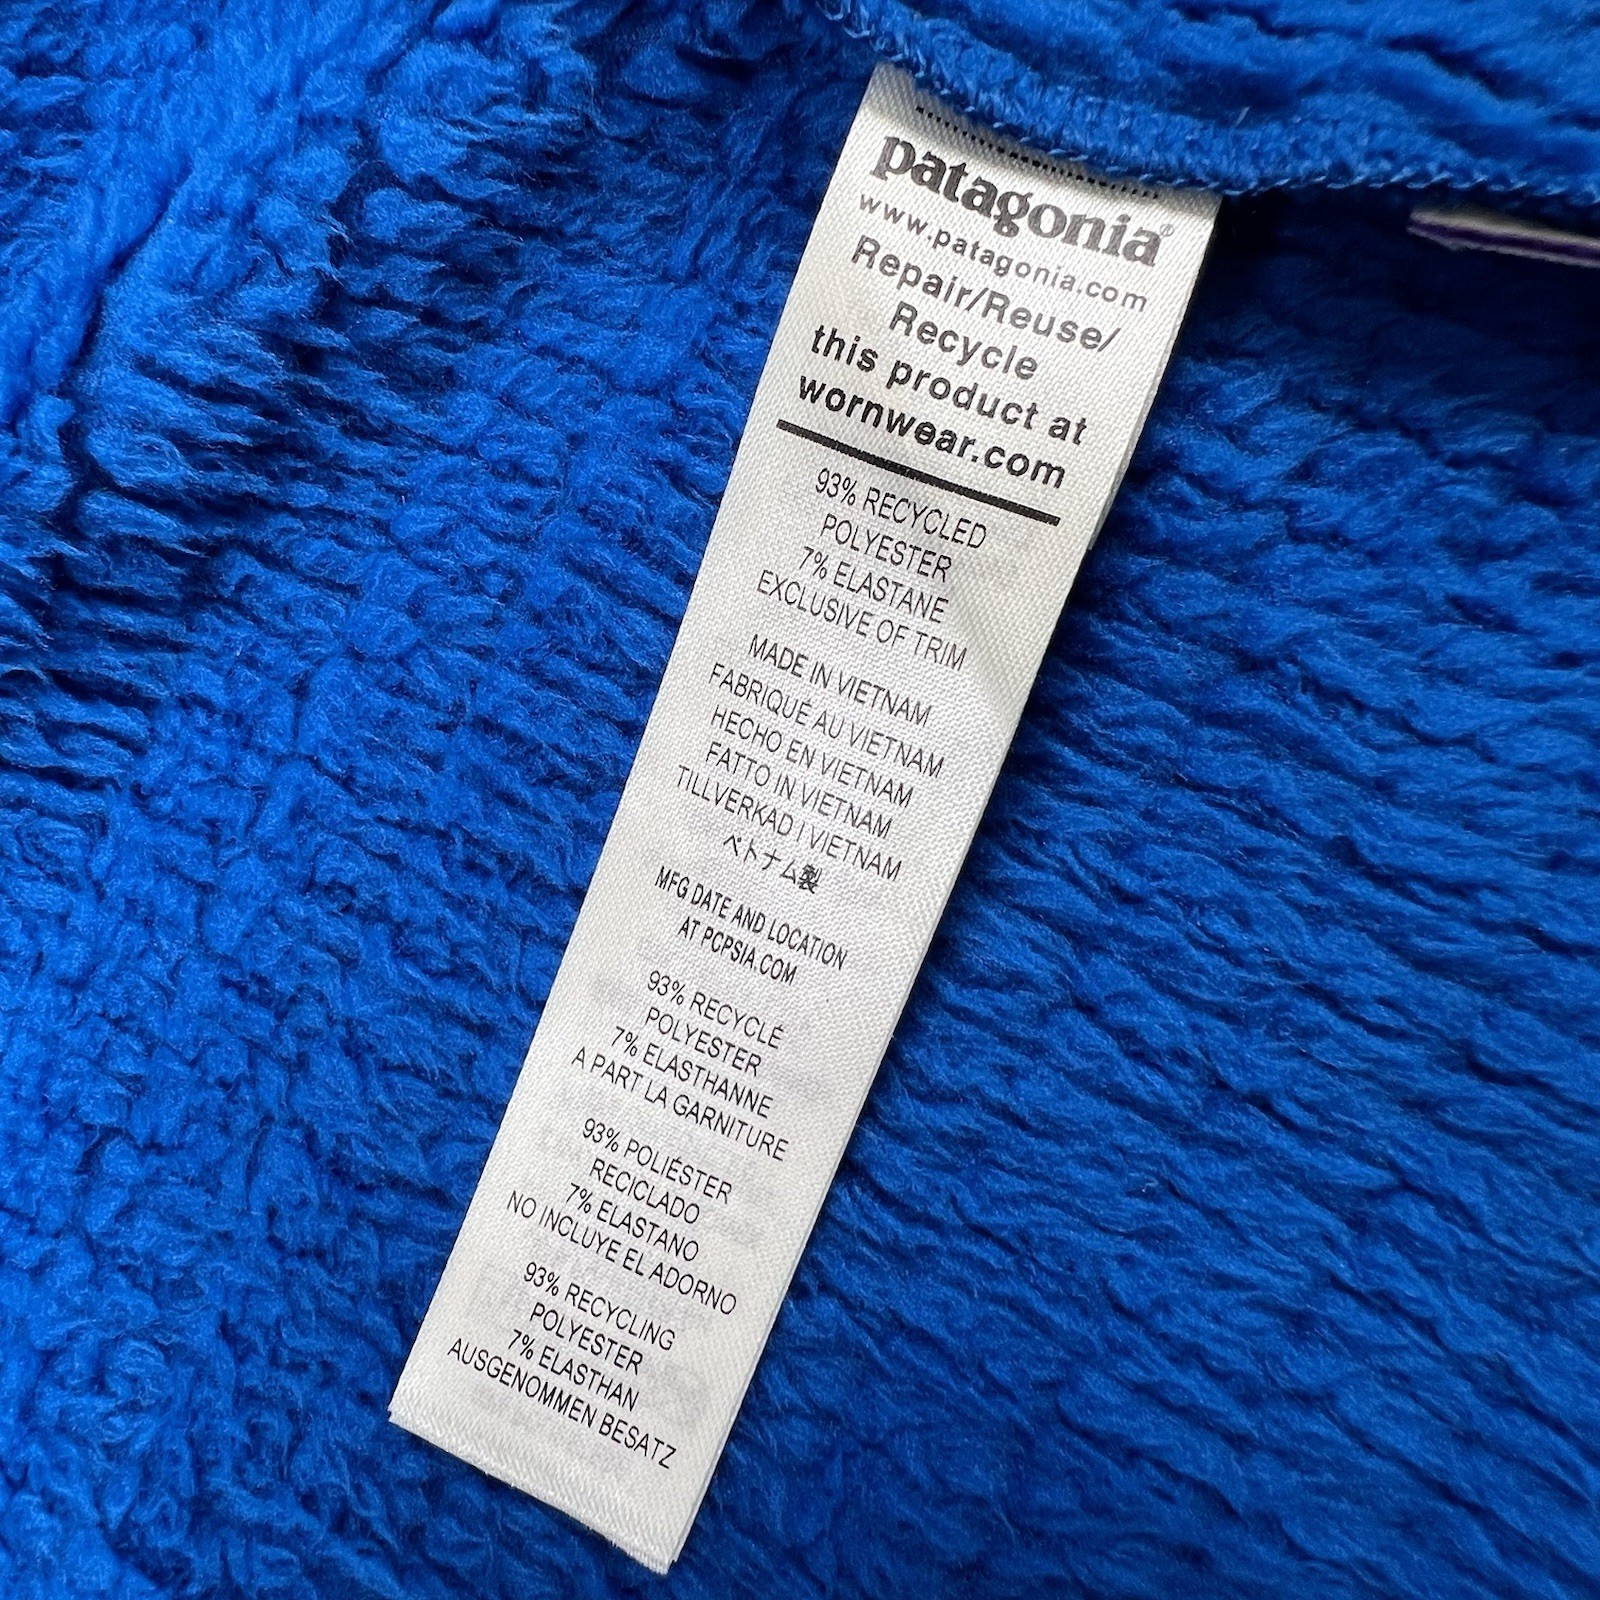 patagonia®
www.patagonia.com
Repair/Reuse/
Recycle
this product at
wornwear.com
93% RECYCLED
POLYESTER
7% ELASTANE
EXCLUSIVE OF TRIM
MADE IN VIETNAM
FABRIQUÉ AU VIETNAM
HECHO EN VIETNAM
FATTO IN VIETNAM
TILLVERKAD I VIETNAM
ベトナム製
MFG DATE AND LOCATION
AT PCPSIA.COM
93% RECYCLÉ
POLYESTER
7% ELASTHANNE
A PART LA GARNITURE
93% POLIÉSTER
RECICLADO
7% ELASTANO
NO INCLUYE EL ADORNO
93% RECYCLING
POLYESTER
7% ELASTHAN
AUSGENOMMEN BESATZ